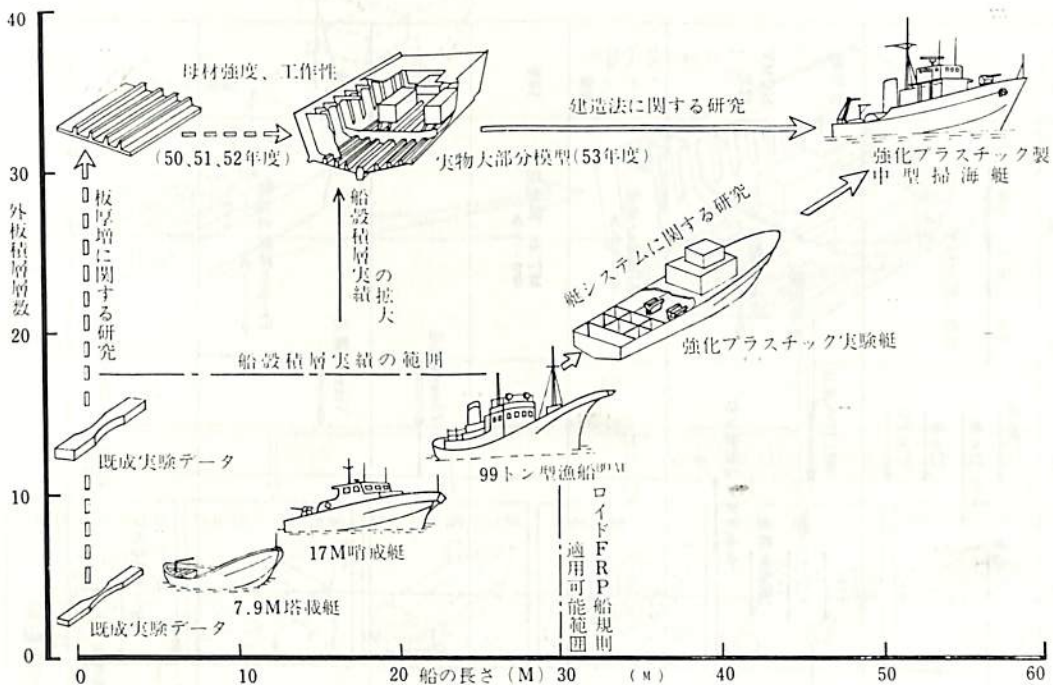 40
30
20
10
0
外板積層層数
母材強度、工作性
(50、51、52年度)
板厚増に関する研究
実物大部分模型(53年度)
建造法に関する研究
強化プラスチック製
中型掃海艇
船殻積層実績
の拡大
艇システムに関する研究
強化プラスチック実験艇
船殻積層実績の範囲
既成実験データ
99トン型漁船
17M哨戒艇
7.9M塔載艇
既成実験データ
ロイドFRP船規則
適用可能範囲
0 10 20 船の長さ(M) 30 (M) 40 50 60